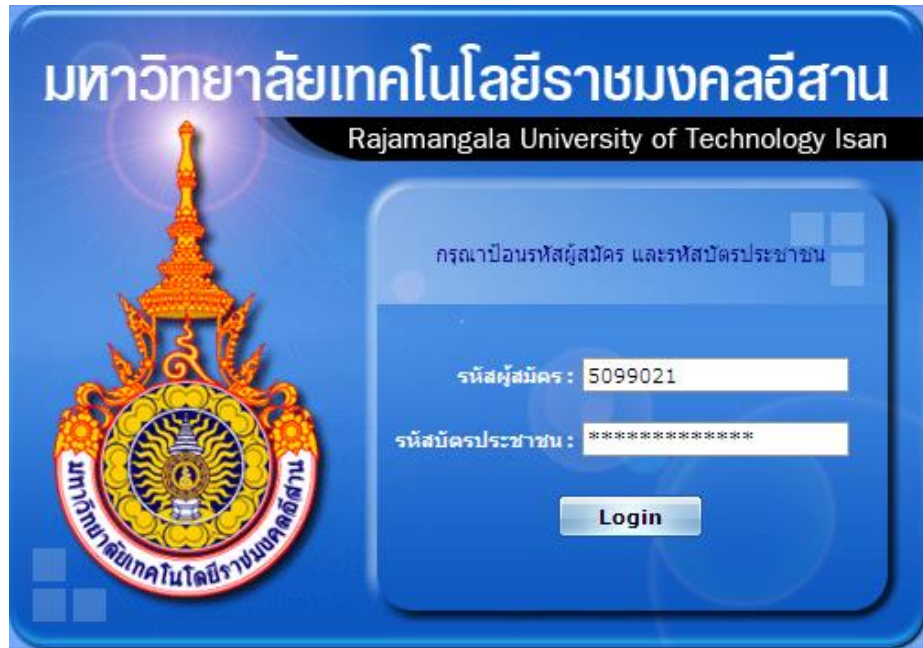 มหาวิทยาลัยเทคโนโลยีราชมงคลอีสาน
Rajamangala University of Technology Isan
กรุณาป้อนรหัสผู้สมัคร และรหัสบัตรประชาชน
รหัสผู้สมัคร : 5099021
รหัสบัตรประชาชน : *************
Login
มหาวิทยาลัยเทคโนโลยีราชมงคลอีสาน